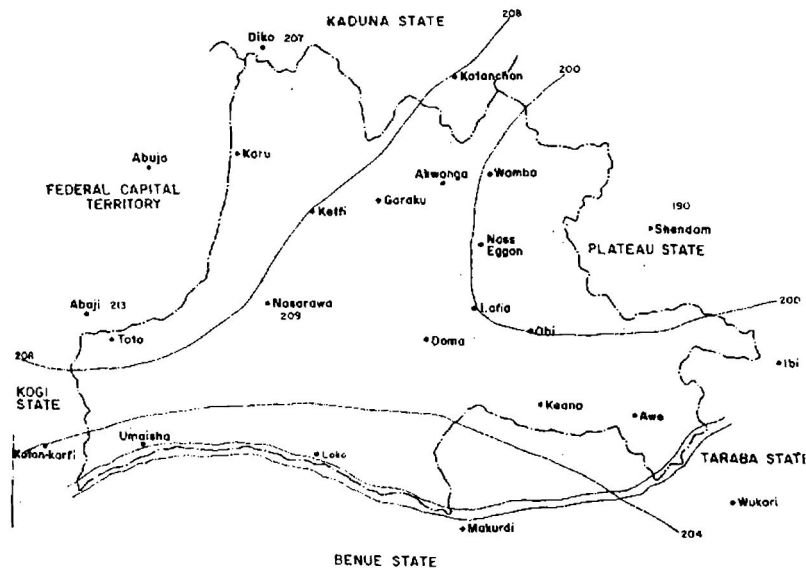 KADUNA STATE
208
Diko 207
Katanchan
200
Abuja
Karu
FEDERAL CAPITAL
TERRITORY
Akwanga
Wamba
Garaku
Keffi
190
Shendam
PLATEAU STATE
Nass
Eggon
Abaji 213
Nasarawa
209
Lafia
200
Toto
Obi
Doma
208
Ibi
KOGI
STATE
Keana
Awe
Umaisha
Koton-karfi
Loko
TARABA STATE
Wukari
Makurdi
204
BENUE STATE